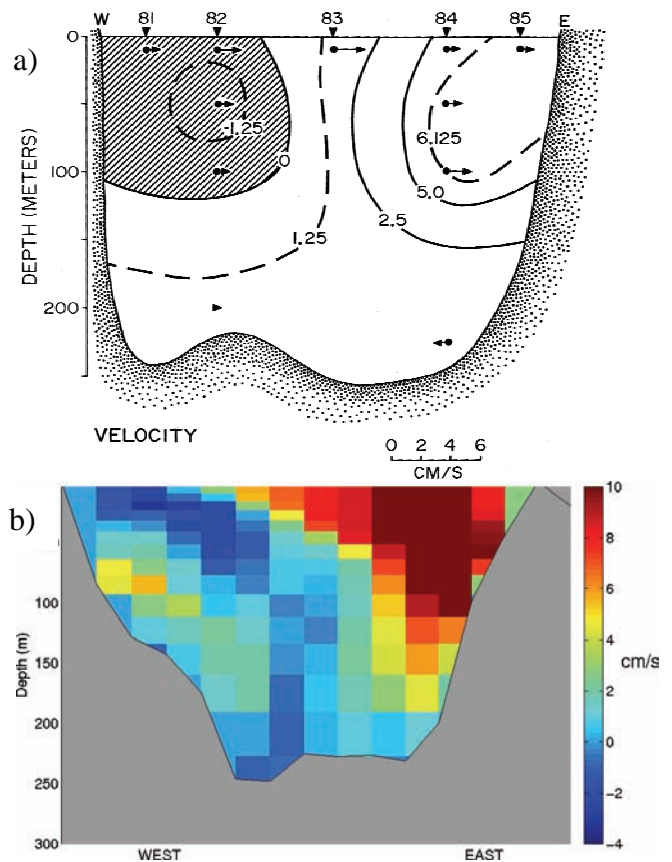 W 81 82 83 84 85 E
a)
0
100
200
DEPTH (METERS)
-1.25
0
1.25
2.5
5.0
6.125
VELOCITY
0 2 4 6
CM/S
b)
100
150
200
250
300
Depth (m)
WEST EAST
10
8
6
4
2
0
-2
-4
cm/s